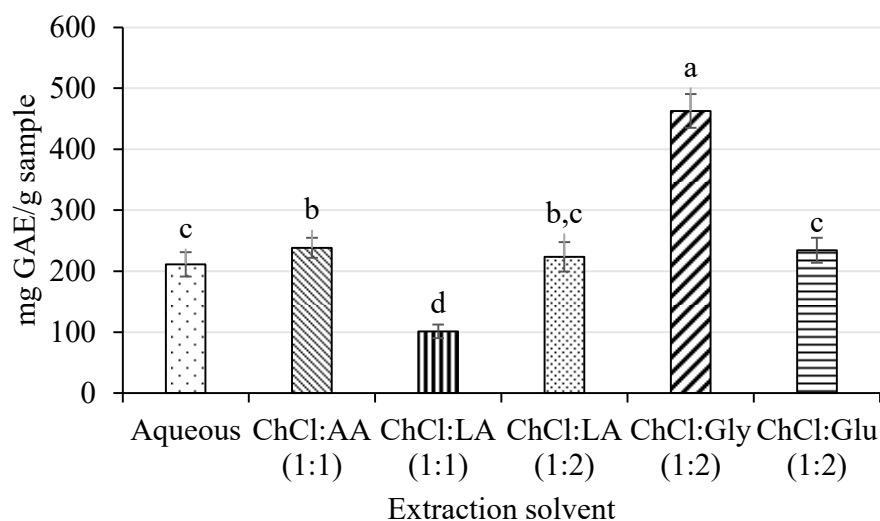 mg GAE/g sample
600
500
400
300
200
100
0
c
b
d
b,c
a
c
Aqueous ChCl:AA ChCl:LA ChCl:LA ChCl:Gly ChCl:Glu
(1:1) (1:1) (1:2) (1:2) (1:2)
Extraction solvent